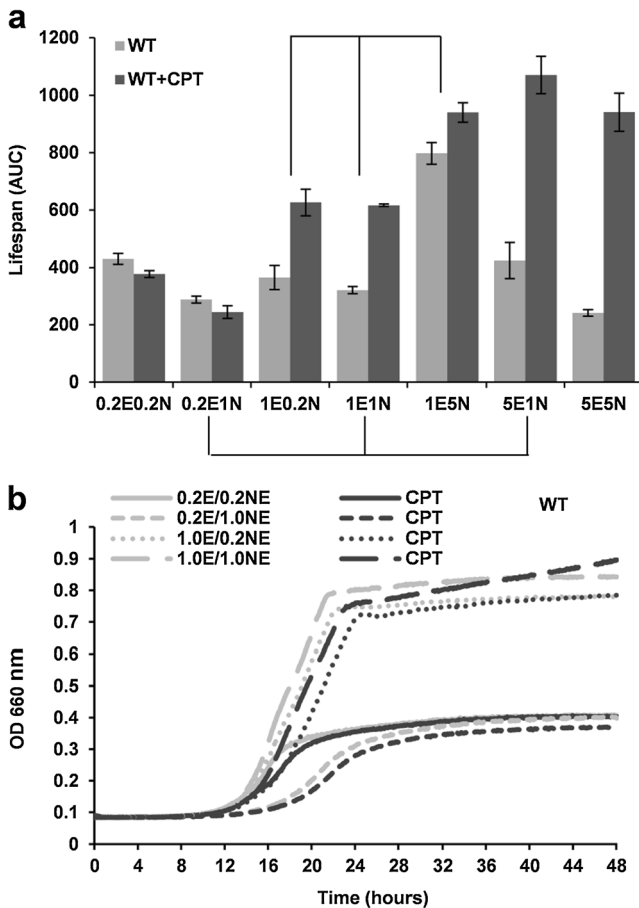 a
1200
1000
800
600
400
200
0
Lifespan (AUC)
WT
WT+CPT
0.2E0.2N 0.2E1N 1E0.2N 1E1N 1E5N 5E1N 5E5N
b
0.2E/0.2NE CPT WT
0.2E/1.0NE CPT
1.0E/0.2NE CPT
1.0E/1.0NE CPT
1
0.9
0.8
0.7
0.6
0.5
0.4
0.3
0.2
0.1
0
OD 660 nm
0 4 8 12 16 20 24 28 32 36 40 44 48
Time (hours)